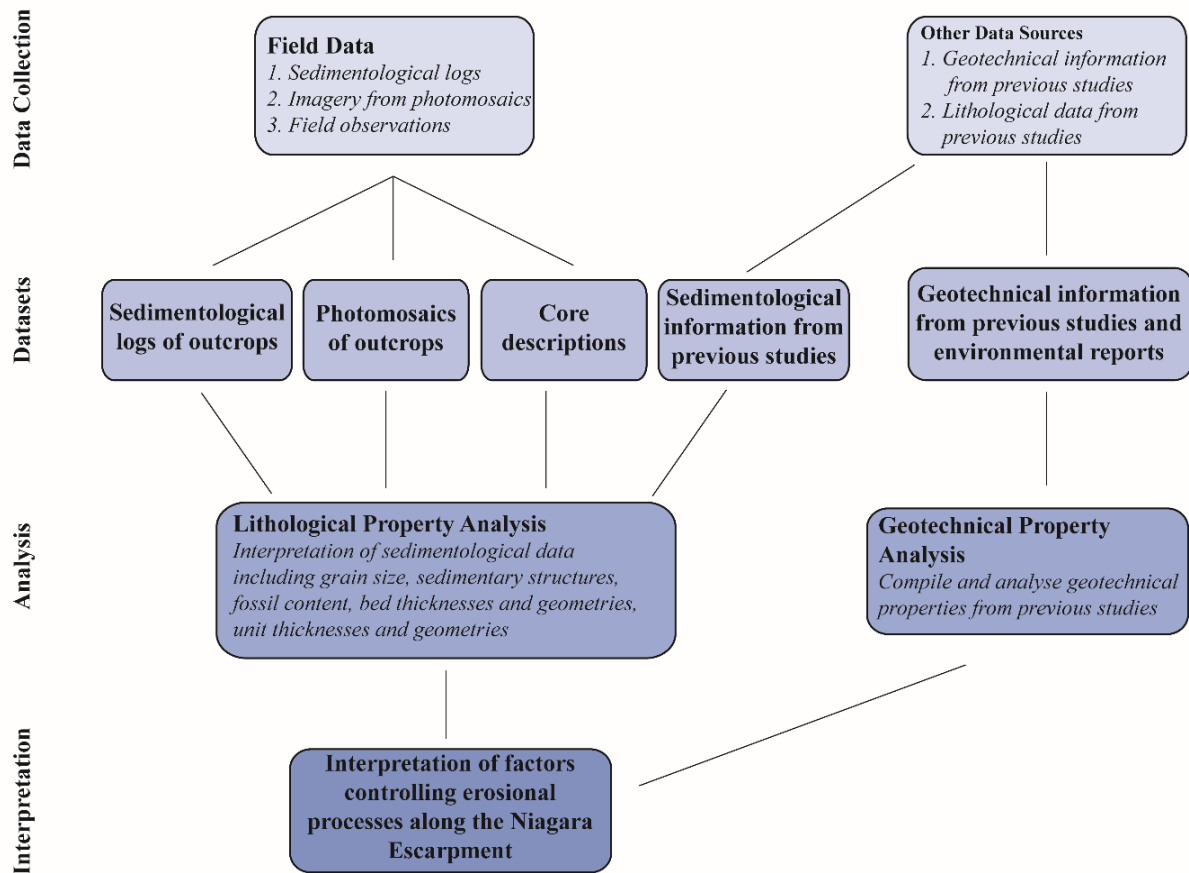 Data Collection
Field Data
1. Sedimentological logs
2. Imagery from photomosaics
3. Field observations
Other Data Sources
1. Geotechnical information
from previous studies
2. Lithological data from
previous studies
Datasets
Sedimentological
logs of outcrops
Photomosaics
of outcrops
Core
descriptions
Sedimentological
information from
previous studies
Geotechnical information
from previous studies and
environmental reports
Analysis
Lithological Property Analysis
Interpretation of sedimentological data
including grain size, sedimentary structures,
fossil content, bed thicknesses and geometries,
unit thicknesses and geometries
Geotechnical Property
Analysis
Compile and analyse geotechnical
properties from previous studies
Interpretation
Interpretation of factors
controlling erosional
processes along the Niagara
Escarpment